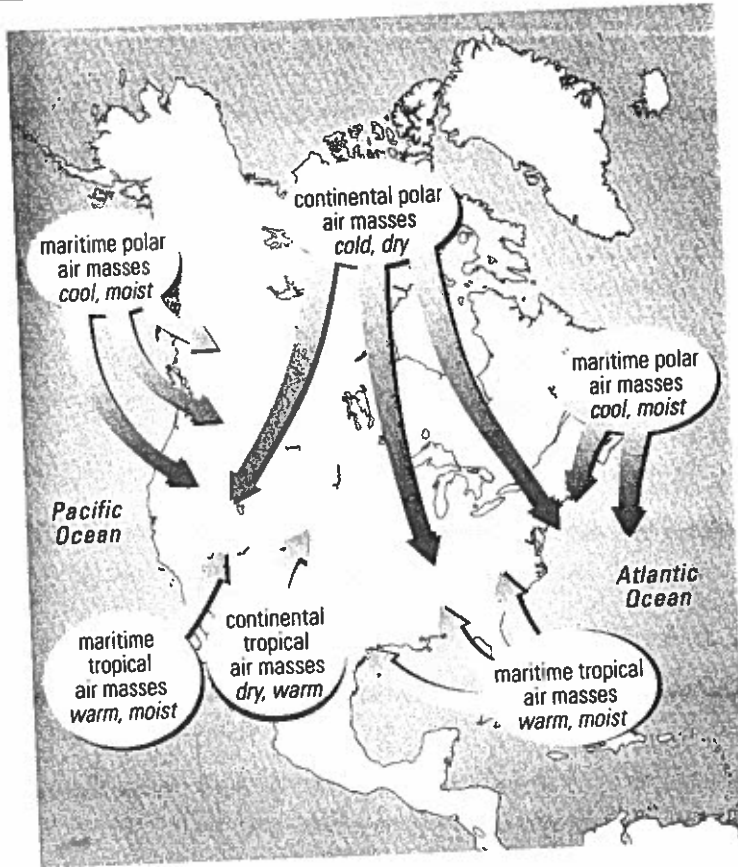 continental polar
air masses
cold, dry
maritime polar
air masses
cool, moist
maritime polar
air masses
cool, moist
Pacific
Ocean
Atlantic
Ocean
maritime
tropical
air masses
warm, moist
continental
tropical
air masses
dry, warm
maritime tropical
air masses
warm, moist